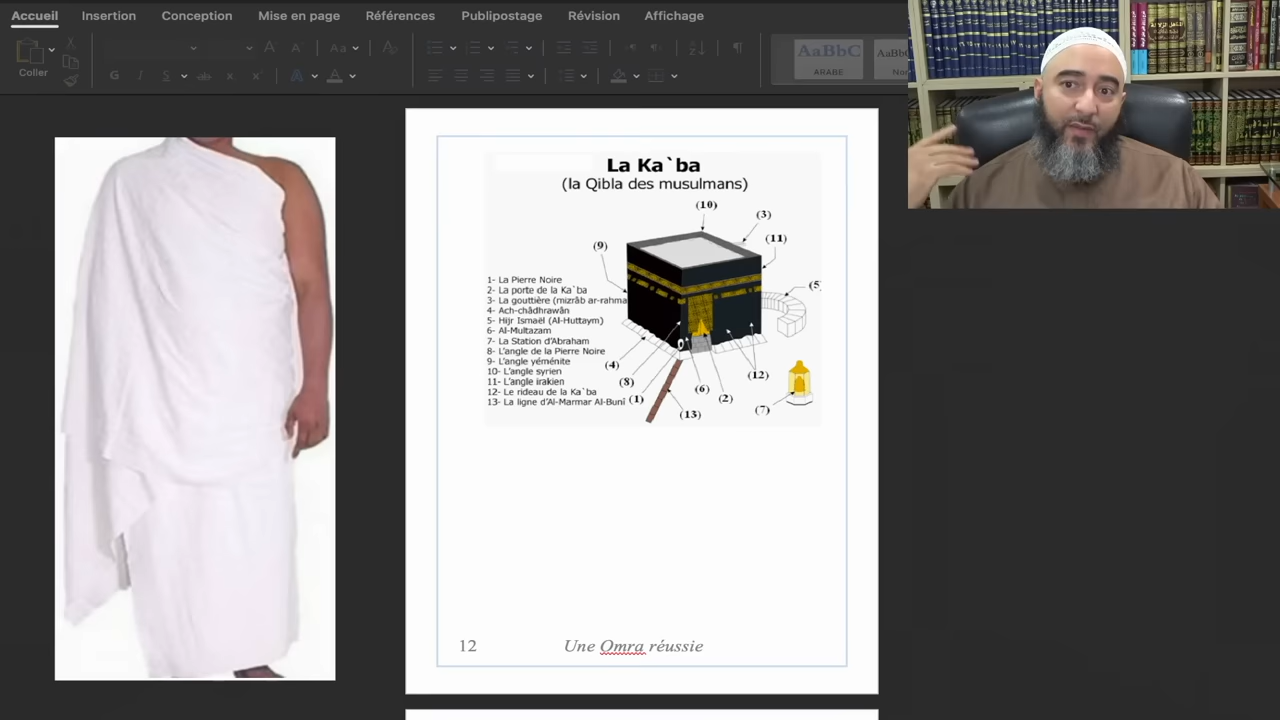 Accueil Insertion Conception Mise en page Références Publipostage Révision Affichage
Coller
Aa
G I S ab x x A A
AaBbC
ARABE
La Ka`ba
(la Qibla des musulmans)
(10)
(3)
(11)
(9)
(5
1- La Pierre Noire
2- La porte de la Ka`ba
3- La gouttière (mizrâb ar-rahma
4- Ach-châdhrawân
5- Hijr Ismaël (Al-Huttaym)
6- Al-Multazam
7- La Station d'Abraham
8- L'angle de la Pierre Noire
9- L'angle yéménite
10- L'angle syrien
11- L'angle irakien
12- Le rideau de la Ka`ba
13- La ligne d'Al-Marmar Al-Bunî
(4)
(8)
(1)
(6)
(13)
(2)
(12)
(7)
12 Une Omra réussie